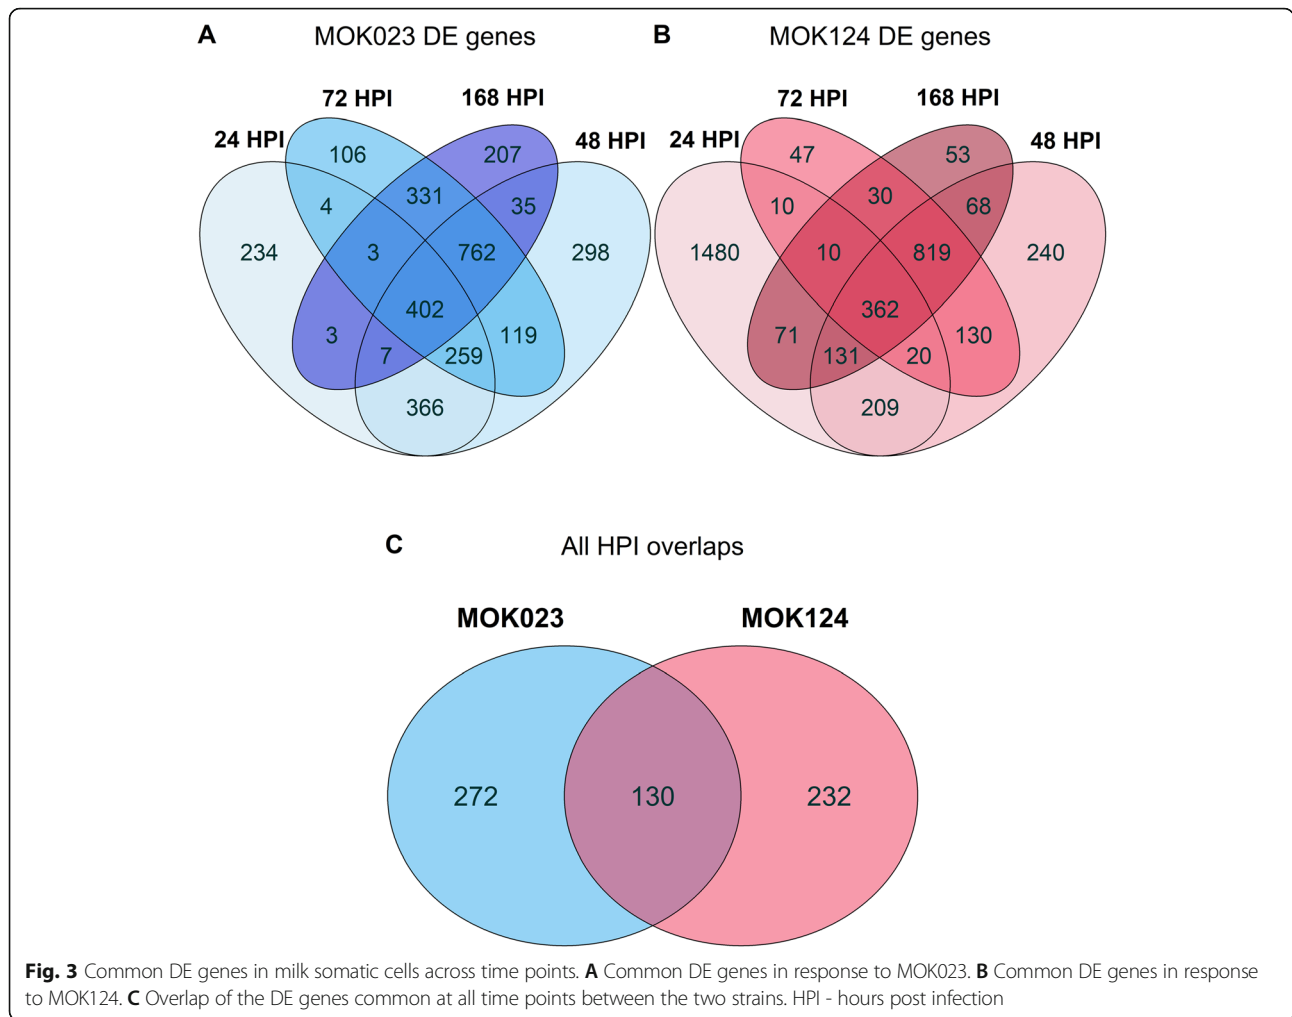 A MOK023 DE genes
72 HPI 168 HPI
24 HPI 48 HPI
106 207
4 331 35
234 3 762 298
402
3 7 259 119
366
B MOK124 DE genes
72 HPI 168 HPI
24 HPI 48 HPI
47 53
10 30 68
1480 10 819 240
362
71 131 20 130
209
C All HPI overlaps
MOK023 MOK124
272 130 232
Fig. 3 Common DE genes in milk somatic cells across time points. A Common DE genes in response to MOK023. B Common DE genes in response
to MOK124. C Overlap of the DE genes common at all time points between the two strains. HPI - hours post infection